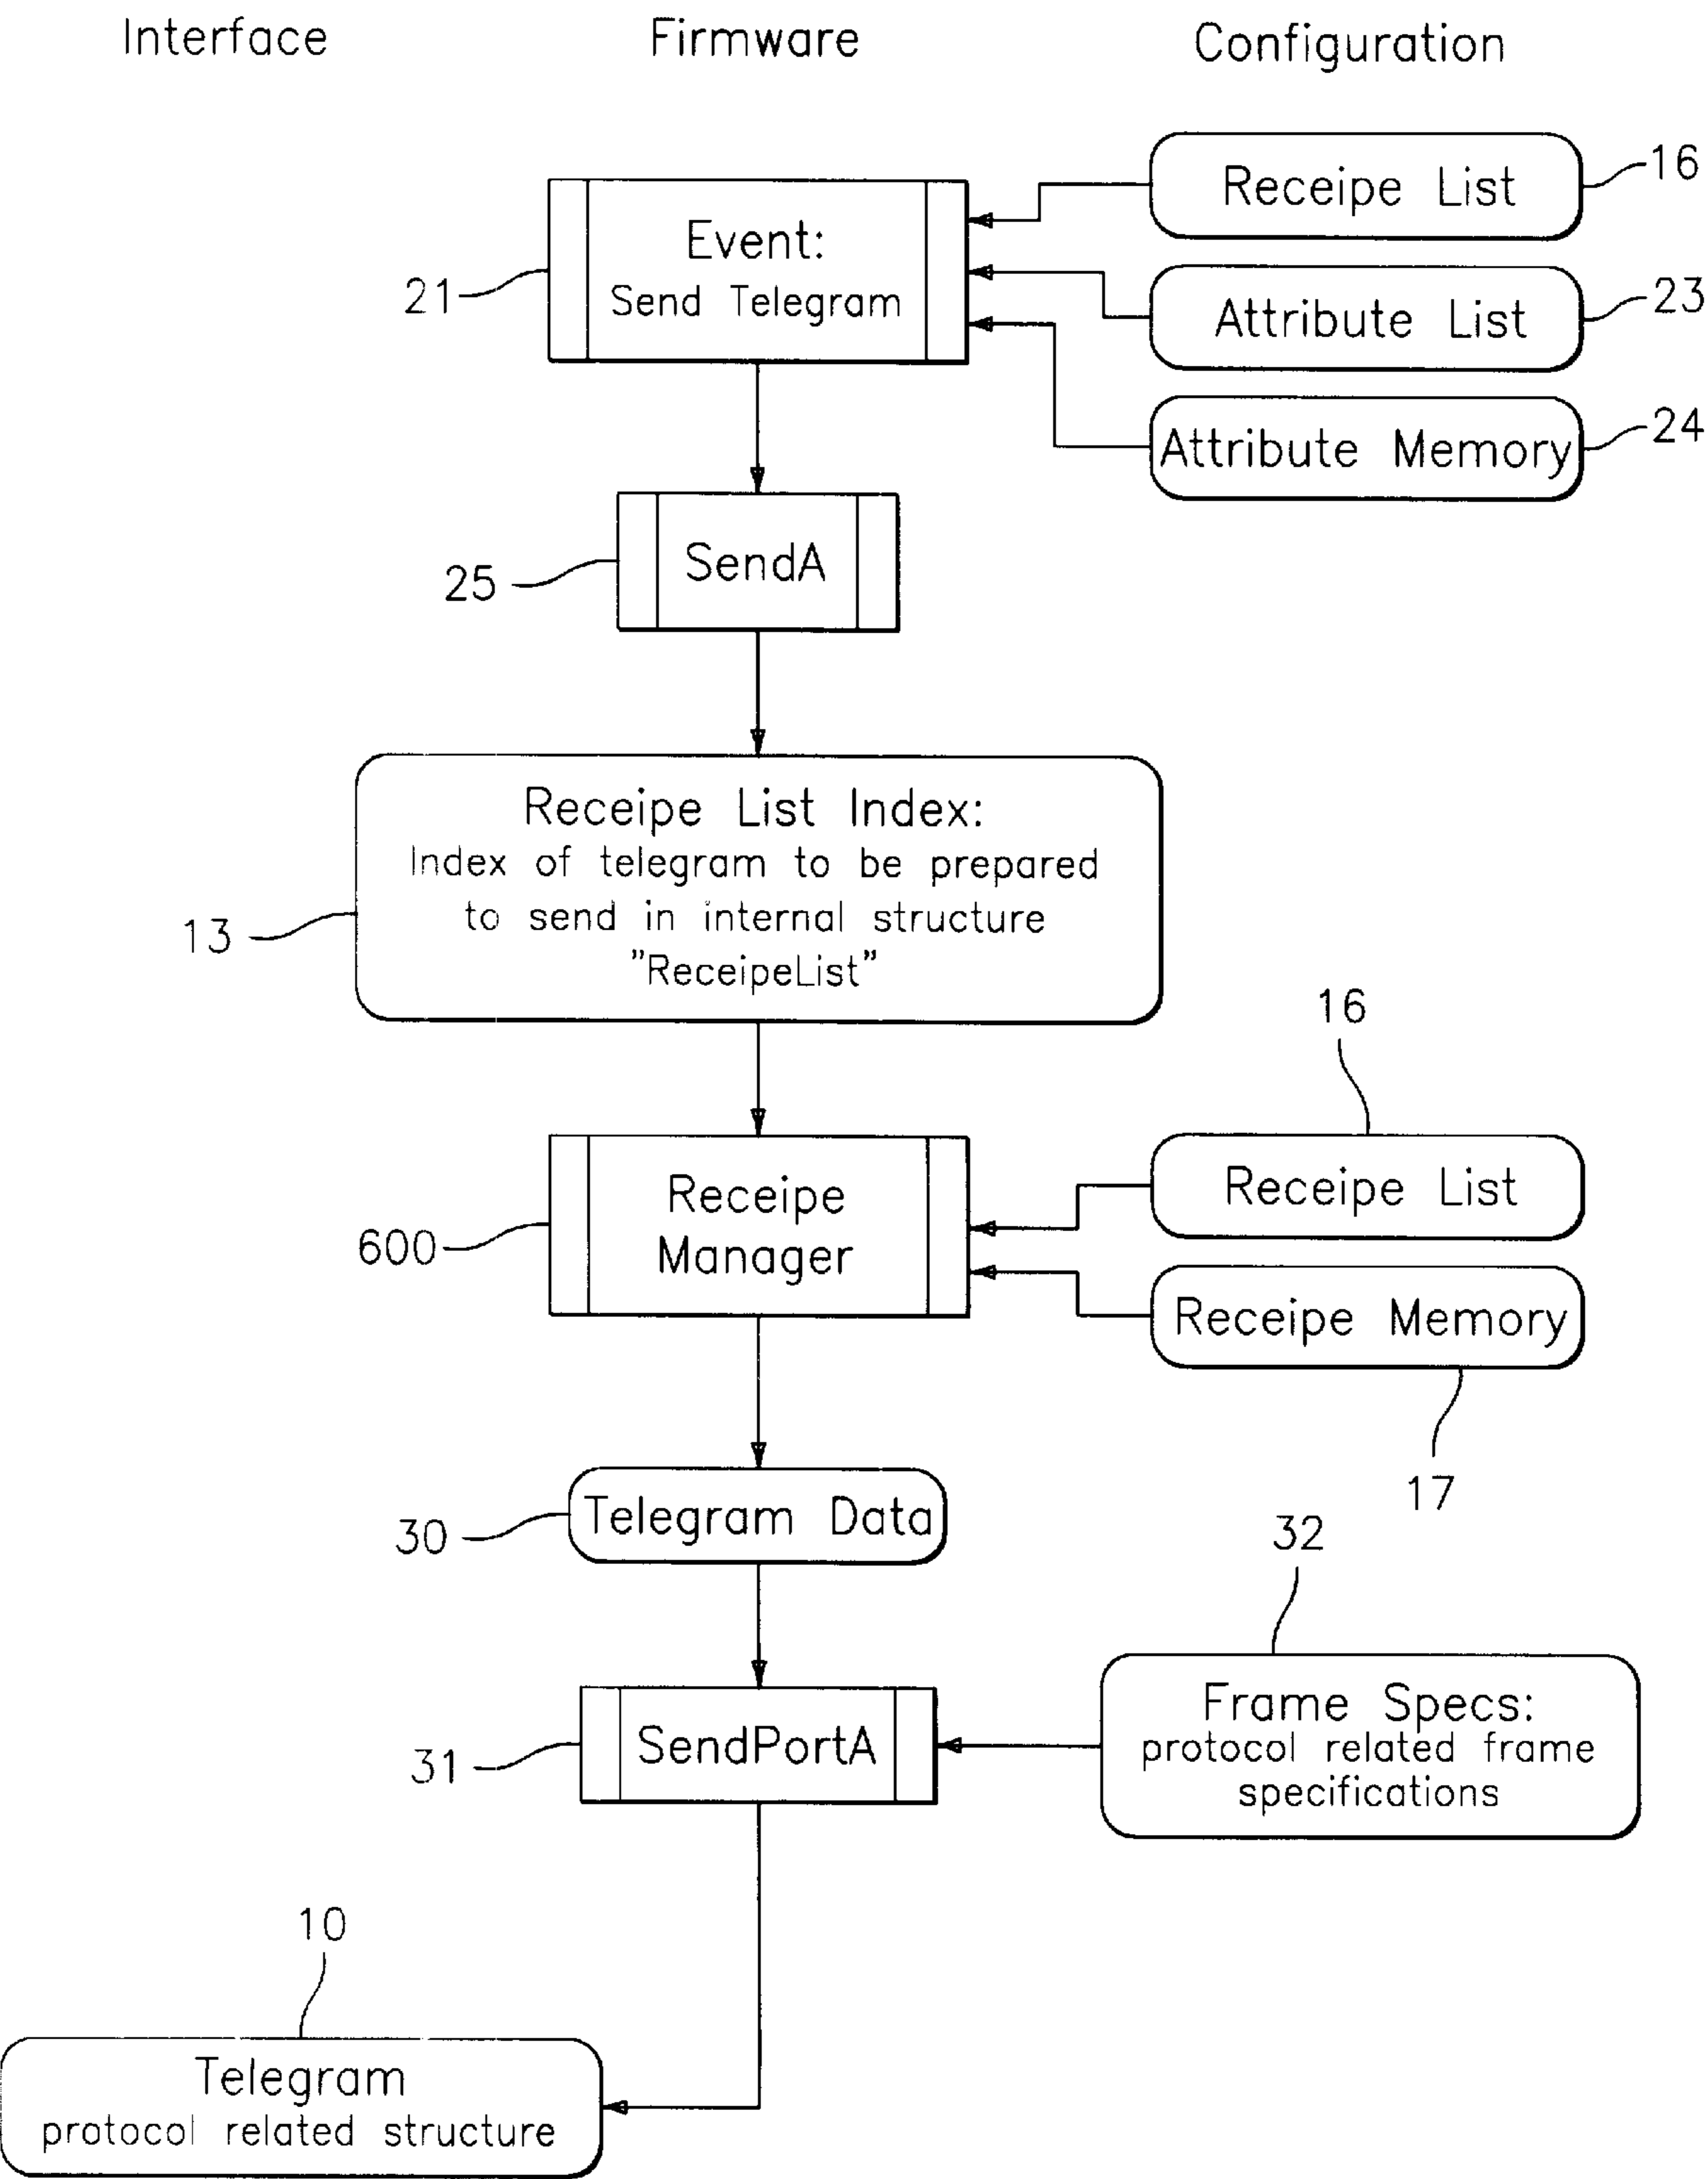 Interface Firmware Configuration
Receipe List
16
Event:
Send Telegram
21
Attribute List
23
Attribute Memory
24
SendA
25
Receipe List Index:
Index of telegram to be prepared
to send in internal structure
"ReceipeList"
13
16
Receipe
Manager
600
Receipe List
Receipe Memory
17
Telegram Data
30
32
SendPortA
31
Frame Specs:
protocol related frame
specifications
10
Telegram
protocol related structure